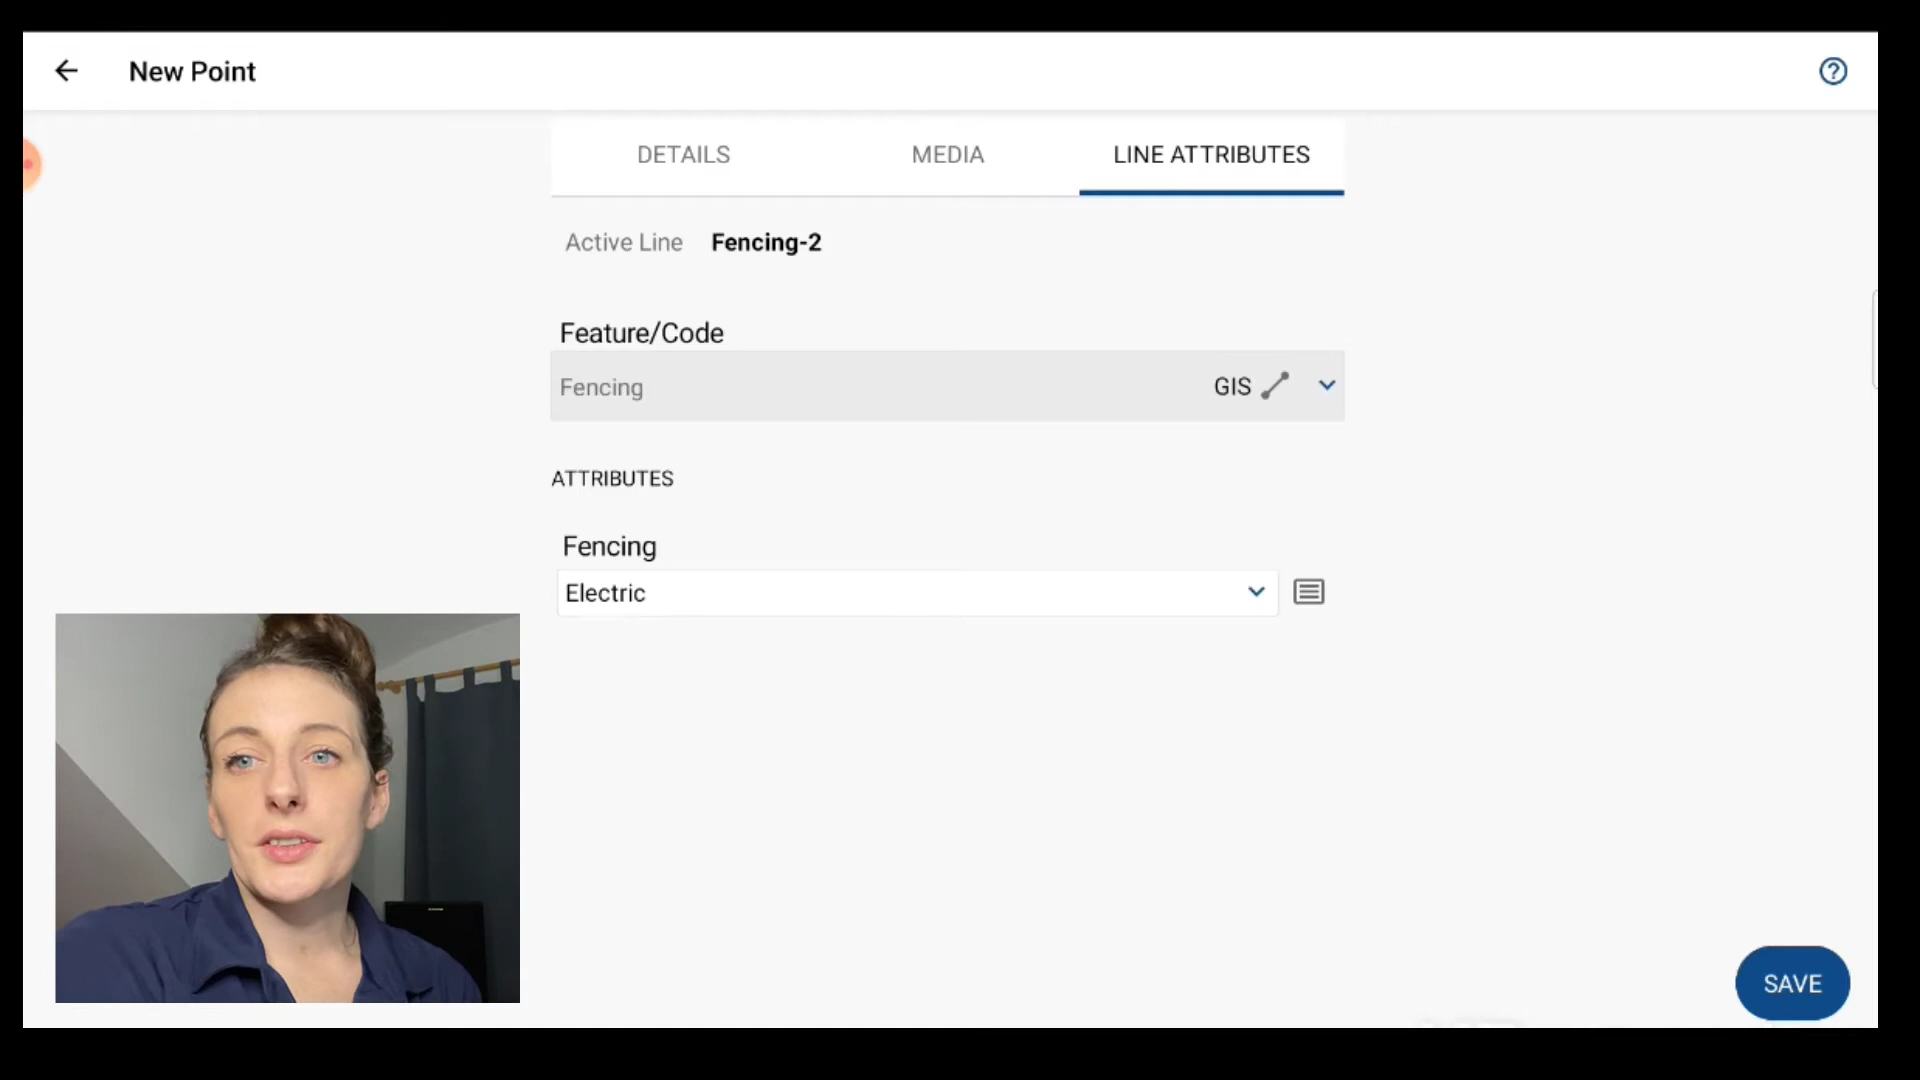 New Point
DETAILS
MEDIA
LINE ATTRIBUTES
Active Line Fencing-2
Feature/Code
Fencing
GIS
ATTRIBUTES
Fencing
Electric
SAVE